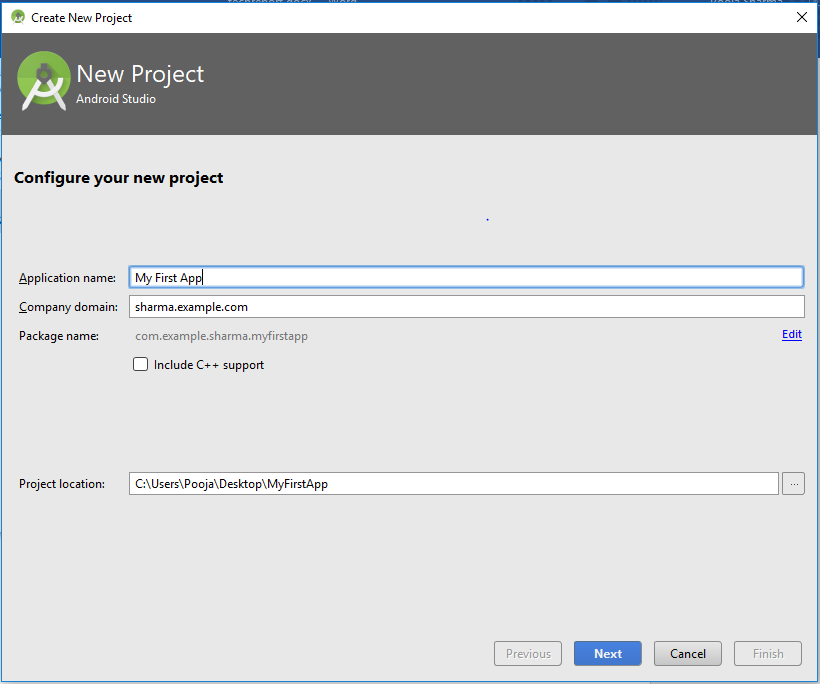 Create New Project
New Project
Android Studio
Configure your new project
Application name: My First App
Company domain: sharma.example.com
Package name: com.example.sharma.myfirstapp Edit
Include C++ support
Project location: C:\Users\Pooja\Desktop\MyFirstApp ...
Previous Next Cancel Finish